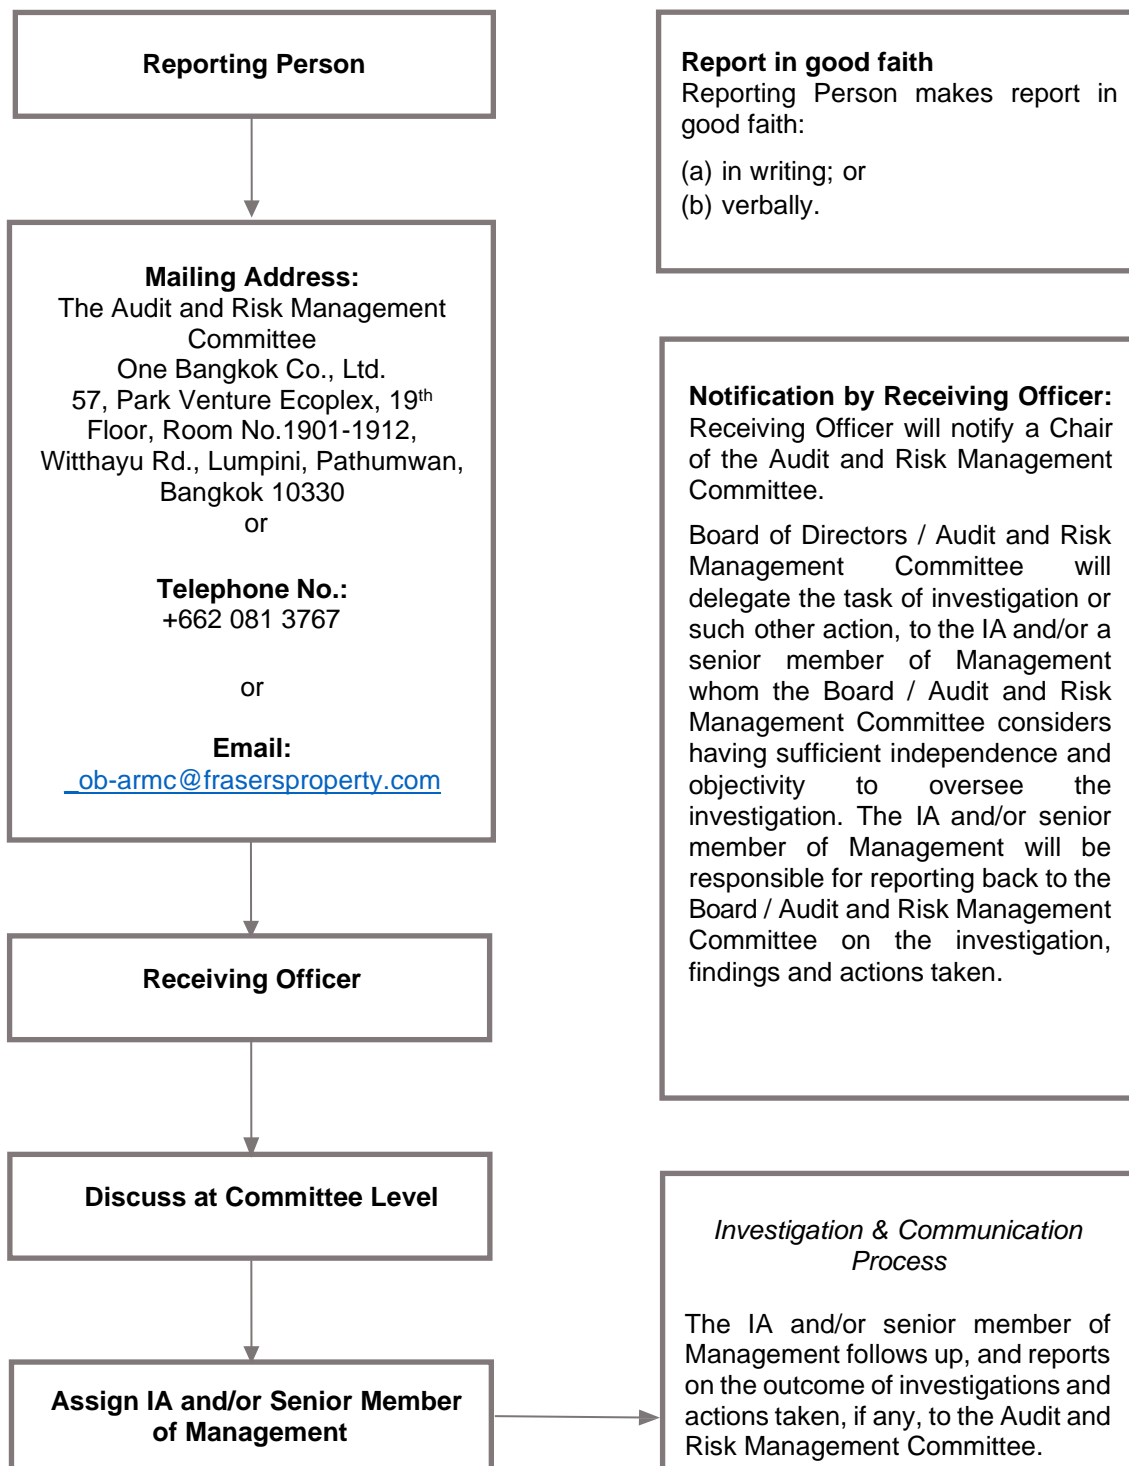 Reporting Person
Report in good faith
Reporting Person makes report in
good faith:
(a) in writing; or
(b) verbally.
Mailing Address:
The Audit and Risk Management
Committee
One Bangkok Co., Ltd.
57, Park Venture Ecoplex, 19th
Floor, Room No.1901-1912,
Witthayu Rd., Lumpini, Pathumwan,
Bangkok 10330
or
Telephone No.:
+662 081 3767
or
Email:
_ob-armc@frasersproperty.com
Notification by Receiving Officer:
Receiving Officer will notify a Chair
of the Audit and Risk Management
Committee.
Board of Directors / Audit and Risk
Management Committee will
delegate the task of investigation or
such other action, to the IA and/or a
senior member of Management
whom the Board / Audit and Risk
Management Committee considers
having sufficient independence and
objectivity to oversee the
investigation. The IA and/or senior
member of Management will be
responsible for reporting back to the
Board / Audit and Risk Management
Committee on the investigation,
findings and actions taken.
Receiving Officer
Discuss at Committee Level
Assign IA and/or Senior Member
of Management
Investigation & Communication
Process
The IA and/or senior member of
Management follows up, and reports
on the outcome of investigations and
actions taken, if any, to the Audit and
Risk Management Committee.